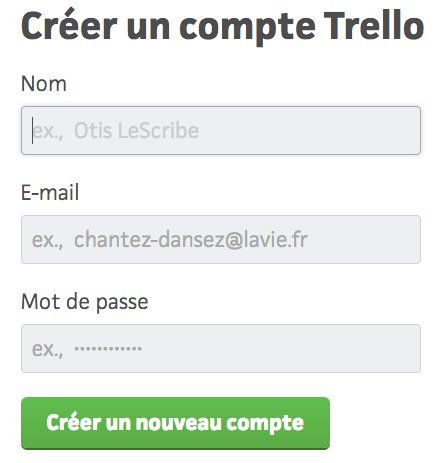 Créer un compte Trello
Nom
ex., Otis LeScribe
E-mail
ex., chantez-dansez@lavie.fr
Mot de passe
ex., ••••••••••••
Créer un nouveau compte